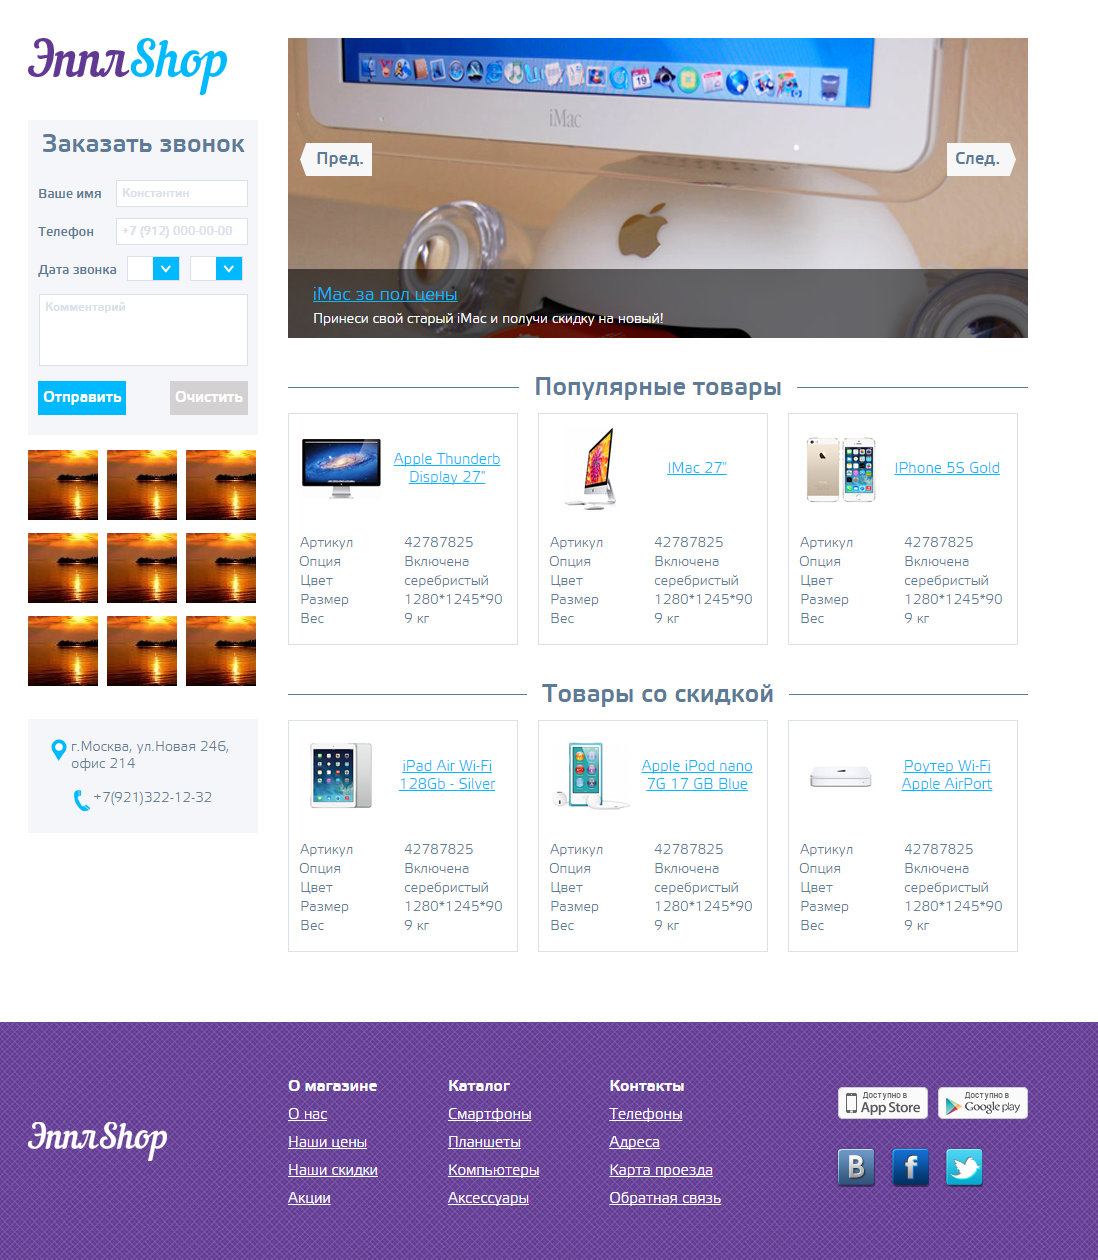 ЭпплShop
Заказать звонок
Ваше имя
Константин
Телефон
+7 (912) 000-00-00
Дата звонка
Комментарий
Отправить
Очистить
г.Москва, ул.Новая 246,
офис 214
+7(921)322-12-32
iMac
Пред.
След.
iMac за пол цены
Принеси свой старый iMac и получи скидку на новый!
Популярные товары
Apple Thunderb
Display 27"
Артикул 42787825
Опция Включена
Цвет серебристый
Размер 1280*1245*90
Вес 9 кг
IMac 27"
Артикул 42787825
Опция Включена
Цвет серебристый
Размер 1280*1245*90
Вес 9 кг
IPhone 5S Gold
Артикул 42787825
Опция Включена
Цвет серебристый
Размер 1280*1245*90
Вес 9 кг
Товары со скидкой
iPad Air Wi-Fi
128Gb - Silver
Артикул 42787825
Опция Включена
Цвет серебристый
Размер 1280*1245*90
Вес 9 кг
Apple iPod nano
7G 17 GB Blue
Артикул 42787825
Опция Включена
Цвет серебристый
Размер 1280*1245*90
Вес 9 кг
Роутер Wi-Fi
Apple AirPort
Артикул 42787825
Опция Включена
Цвет серебристый
Размер 1280*1245*90
Вес 9 кг
ЭпплShop
О магазине
О нас
Наши цены
Наши скидки
Акции
Каталог
Смартфоны
Планшеты
Компьютеры
Аксессуары
Контакты
Телефоны
Адреса
Карта проезда
Обратная связь
Доступно в
App Store
Доступно в
Google play
В
f